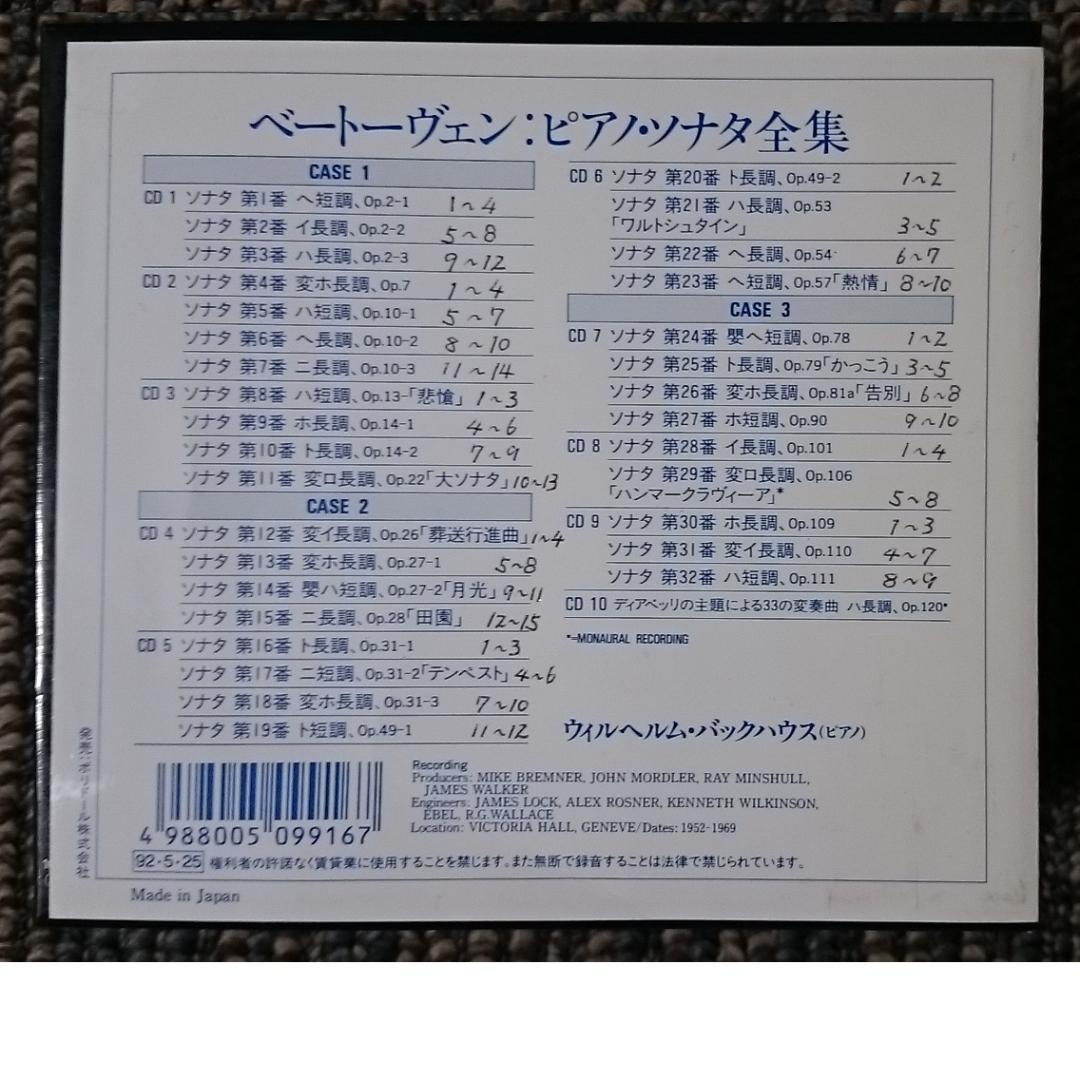 ベートーヴェン:ピアノ・ソナタ全集
CASE 1
CD 1 ソナタ 第1番 ヘ短調、Op.2-1 1〜4
ソナタ 第2番 イ長調、Op.2-2 5〜8
ソナタ 第3番 ハ長調、Op.2-3 9〜12
CD 2 ソナタ 第4番 変ホ長調、Op.7 1〜4
ソナタ 第5番 ハ短調、Op.10-1 5〜7
ソナタ 第6番 ヘ長調、Op.10-2 8〜10
ソナタ 第7番 ニ長調、Op.10-3 11〜14
CD 3 ソナタ 第8番 ハ短調、Op.13-「悲愴」 1〜3
ソナタ 第9番 ホ長調、Op.14-1 4〜6
ソナタ 第10番 ト長調、Op.14-2 7〜9
ソナタ 第11番 変ロ長調、Op.22「大ソナタ」 10〜13
CASE 2
CD 4 ソナタ 第12番 変イ長調、Op.26「葬送行進曲」 1〜4
ソナタ 第13番 変ホ長調、Op.27-1 5〜8
ソナタ 第14番 嬰ハ短調、Op.27-2「月光」 9〜11
ソナタ 第15番 ニ長調、Op.28「田園」 12〜15
CD 5 ソナタ 第16番 ト長調、Op.31-1 1〜3
ソナタ 第17番 ニ短調、Op.31-2「テンペスト」 4〜6
ソナタ 第18番 変ホ長調、Op.31-3 7〜10
ソナタ 第19番 ト短調、Op.49-1 11〜12
CD 6 ソナタ 第20番 ト長調、Op.49-2 1〜2
ソナタ 第21番 ハ長調、Op.53
「ワルトシュタイン」 3〜5
ソナタ 第22番 ヘ長調、Op.54 6〜7
ソナタ 第23番 ヘ短調、Op.57「熱情」 8〜10
CASE 3
CD 7 ソナタ 第24番 嬰ヘ短調、Op.78 1〜2
ソナタ 第25番 ト長調、Op.79「かっこう」 3〜5
ソナタ 第26番 変ホ長調、Op.81a「告別」 6〜8
ソナタ 第27番 ホ短調、Op.90 9〜10
CD 8 ソナタ 第28番 イ長調、Op.101 1〜4
ソナタ 第29番 変ロ長調、Op.106
「ハンマークラヴィーア」* 5〜8
CD 9 ソナタ 第30番 ホ長調、Op.109 1〜3
ソナタ 第31番 変イ長調、Op.110 4〜7
ソナタ 第32番 ハ短調、Op.111 8〜9
CD 10 ディアベッリの主題による33の変奏曲 ハ長調、Op.120*
*=MONAURAL RECORDING
ウィルヘルム・バックハウス(ピアノ)
Recording
Producers: MIKE BREMNER, JOHN MORDLER, RAY MINSHULL,
JAMES WALKER
Engineers: JAMES LOCK, ALEX ROSNER, KENNETH WILKINSON,
EBEL, R.G.WALLACE
Location: VICTORIA HALL, GENEVE/Dates: 1952-1969
4 988005 099167
92・5・25 権利者の許諾なく賃貸業に使用することを禁じます。また無断で録音することは法律で禁じられています。
発売:ポリドール株式会社
Made in Japan